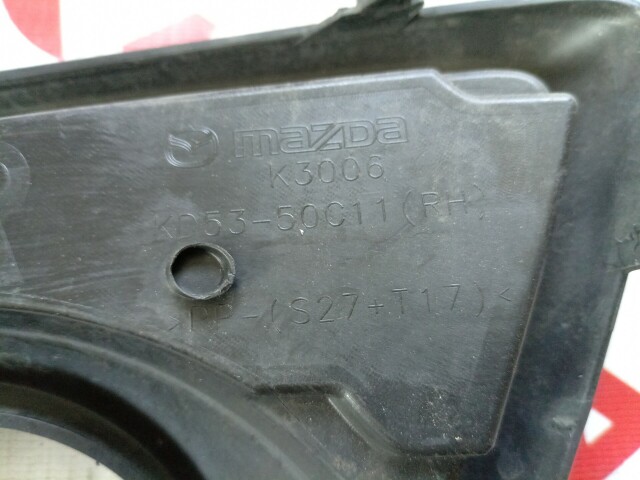 mazda
K3006
KD53-50C11(RH)
>PP-(S27+T17)<